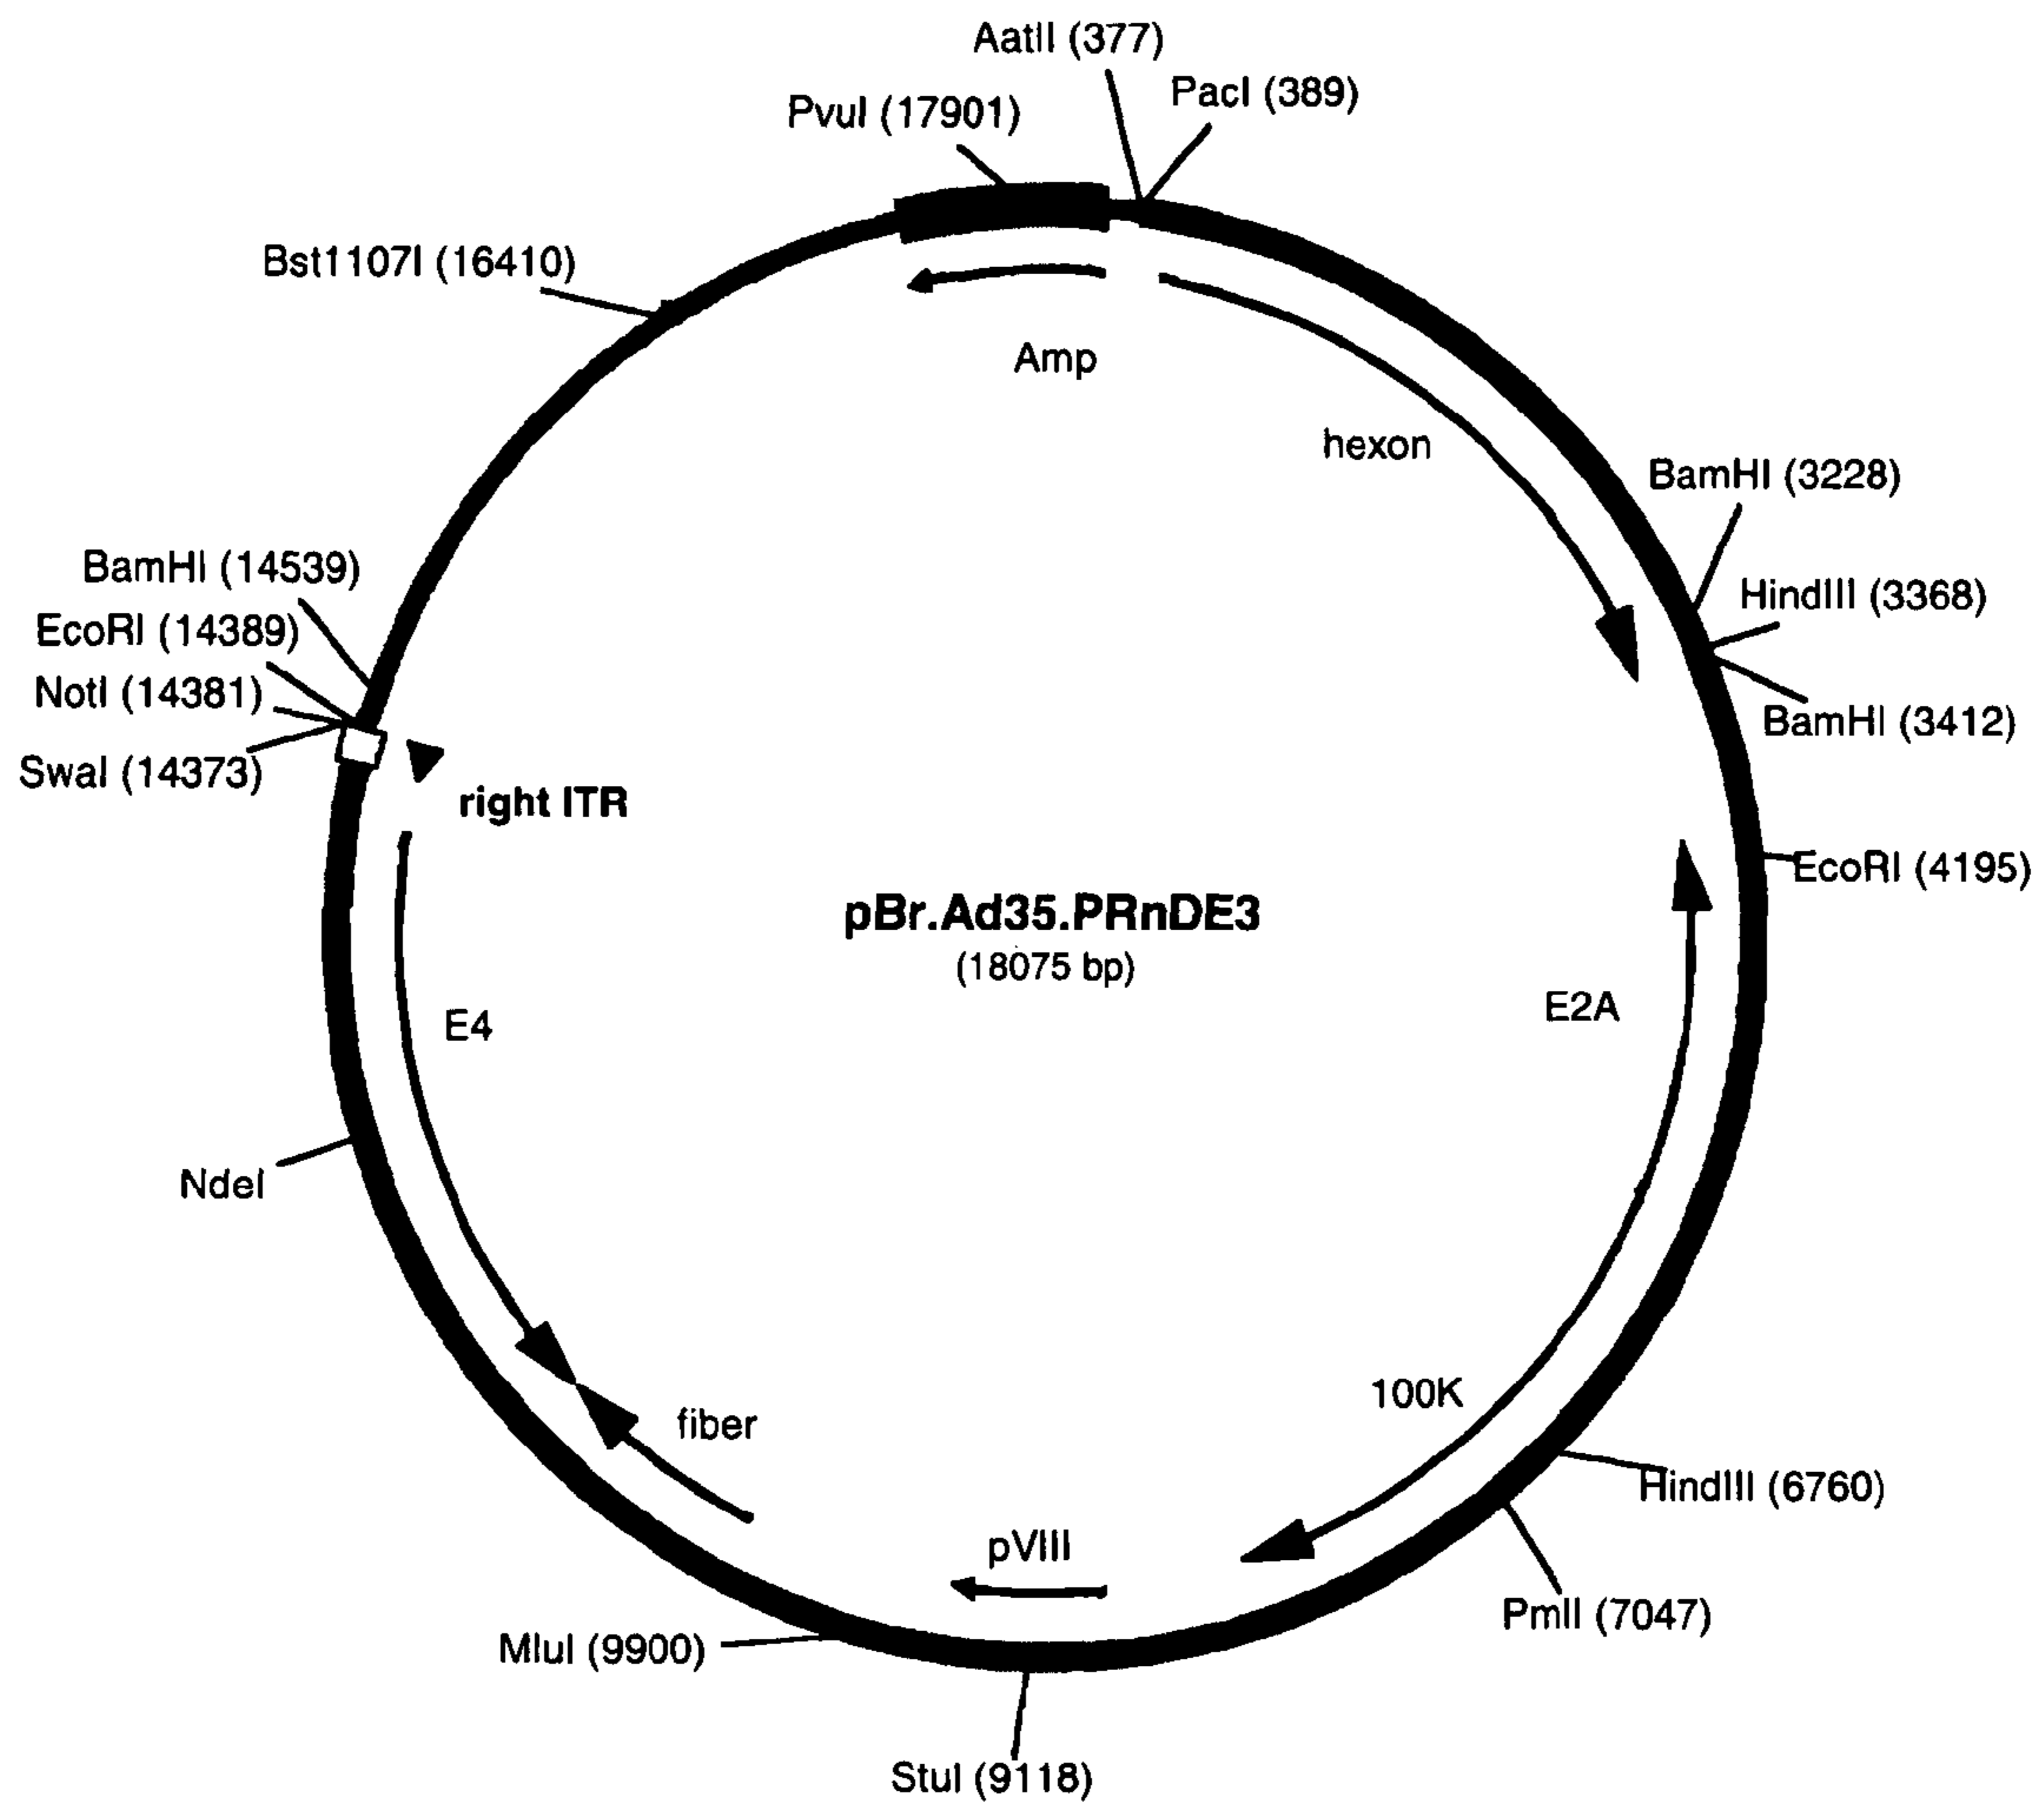 AatII (377)
PacI (389)
PvuI (17901)
Bst1107I (16410)
Amp
hexon
BamHI (3228)
BamHI (14539)
HindIII (3368)
EcoRI (14389)
NotI (14381)
BamHI (3412)
SwaI (14373)
right ITR
EcoRI (4195)
pBr.Ad35.PRnDE3
(18075 bp)
E2A
E4
NdeI
100K
fiber
HindIII (6760)
pVIII
PmlI (7047)
MluI (9900)
StuI (9118)